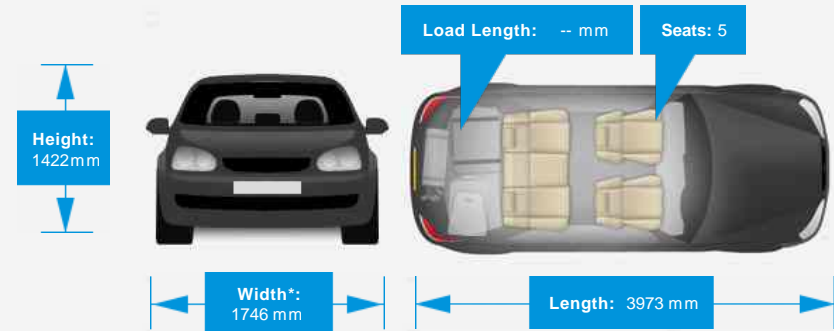 Load Length: -- mm
Seats: 5
Height:
1422mm
Width*:
1746 mm
Length: 3973 mm